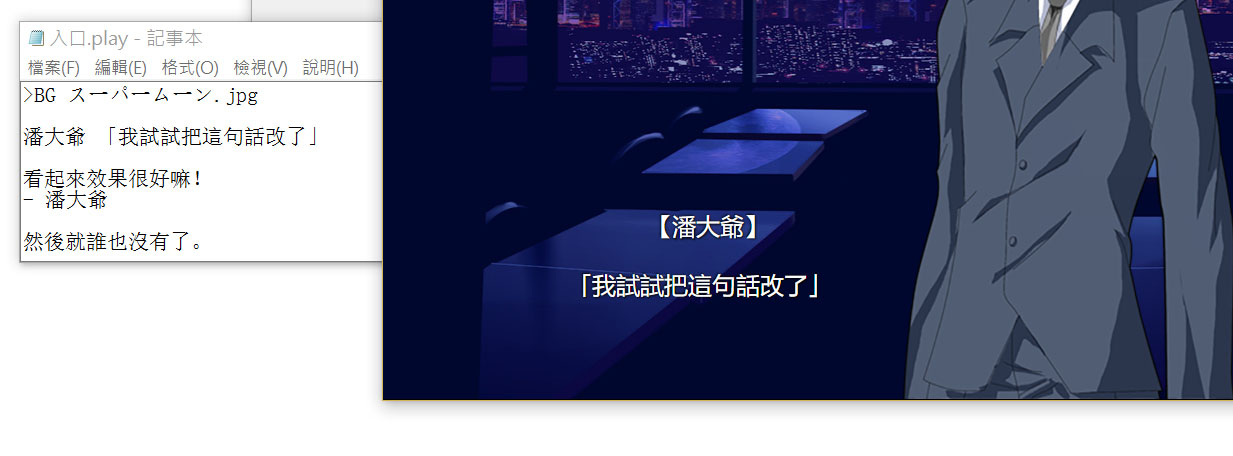 入口.play - 記事本
檔案(F) 編輯(E) 格式(O) 檢視(V) 說明(H)
>BG スーパームーン.jpg
潘大爺 「我試試把這句話改了」
看起來效果很好嘛!
- 潘大爺
然後就誰也沒有了。
【潘大爺】
「我試試把這句話改了」